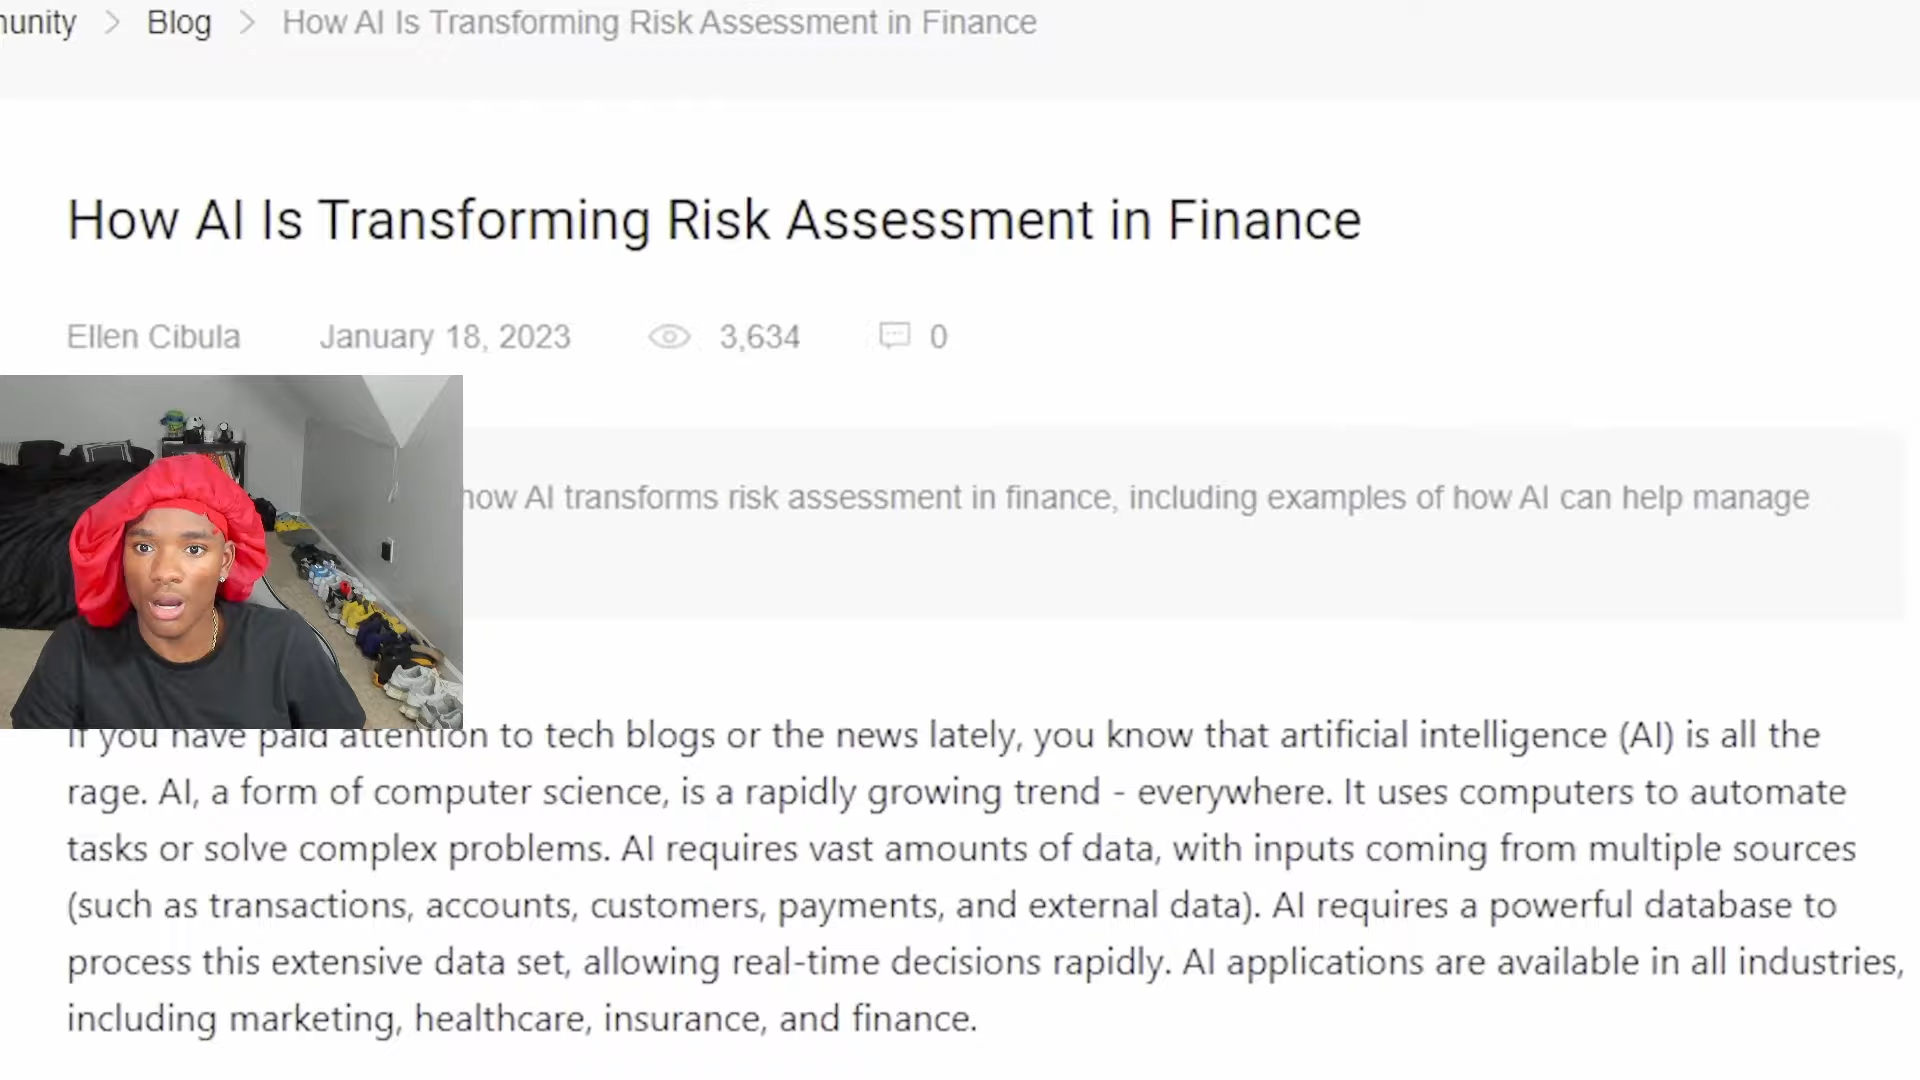 Blog > How AI Is Transforming Risk Assessment in Finance
How AI Is Transforming Risk Assessment in Finance
Ellen Cibula January 18, 2023 3,634 0
how AI transforms risk assessment in finance, including examples of how AI can help manage
If you have paid attention to tech blogs or the news lately, you know that artificial intelligence (AI) is all the
rage. AI, a form of computer science, is a rapidly growing trend - everywhere. It uses computers to automate
tasks or solve complex problems. AI requires vast amounts of data, with inputs coming from multiple sources
(such as transactions, accounts, customers, payments, and external data). AI requires a powerful database to
process this extensive data set, allowing real-time decisions rapidly. AI applications are available in all industries,
including marketing, healthcare, insurance, and finance.